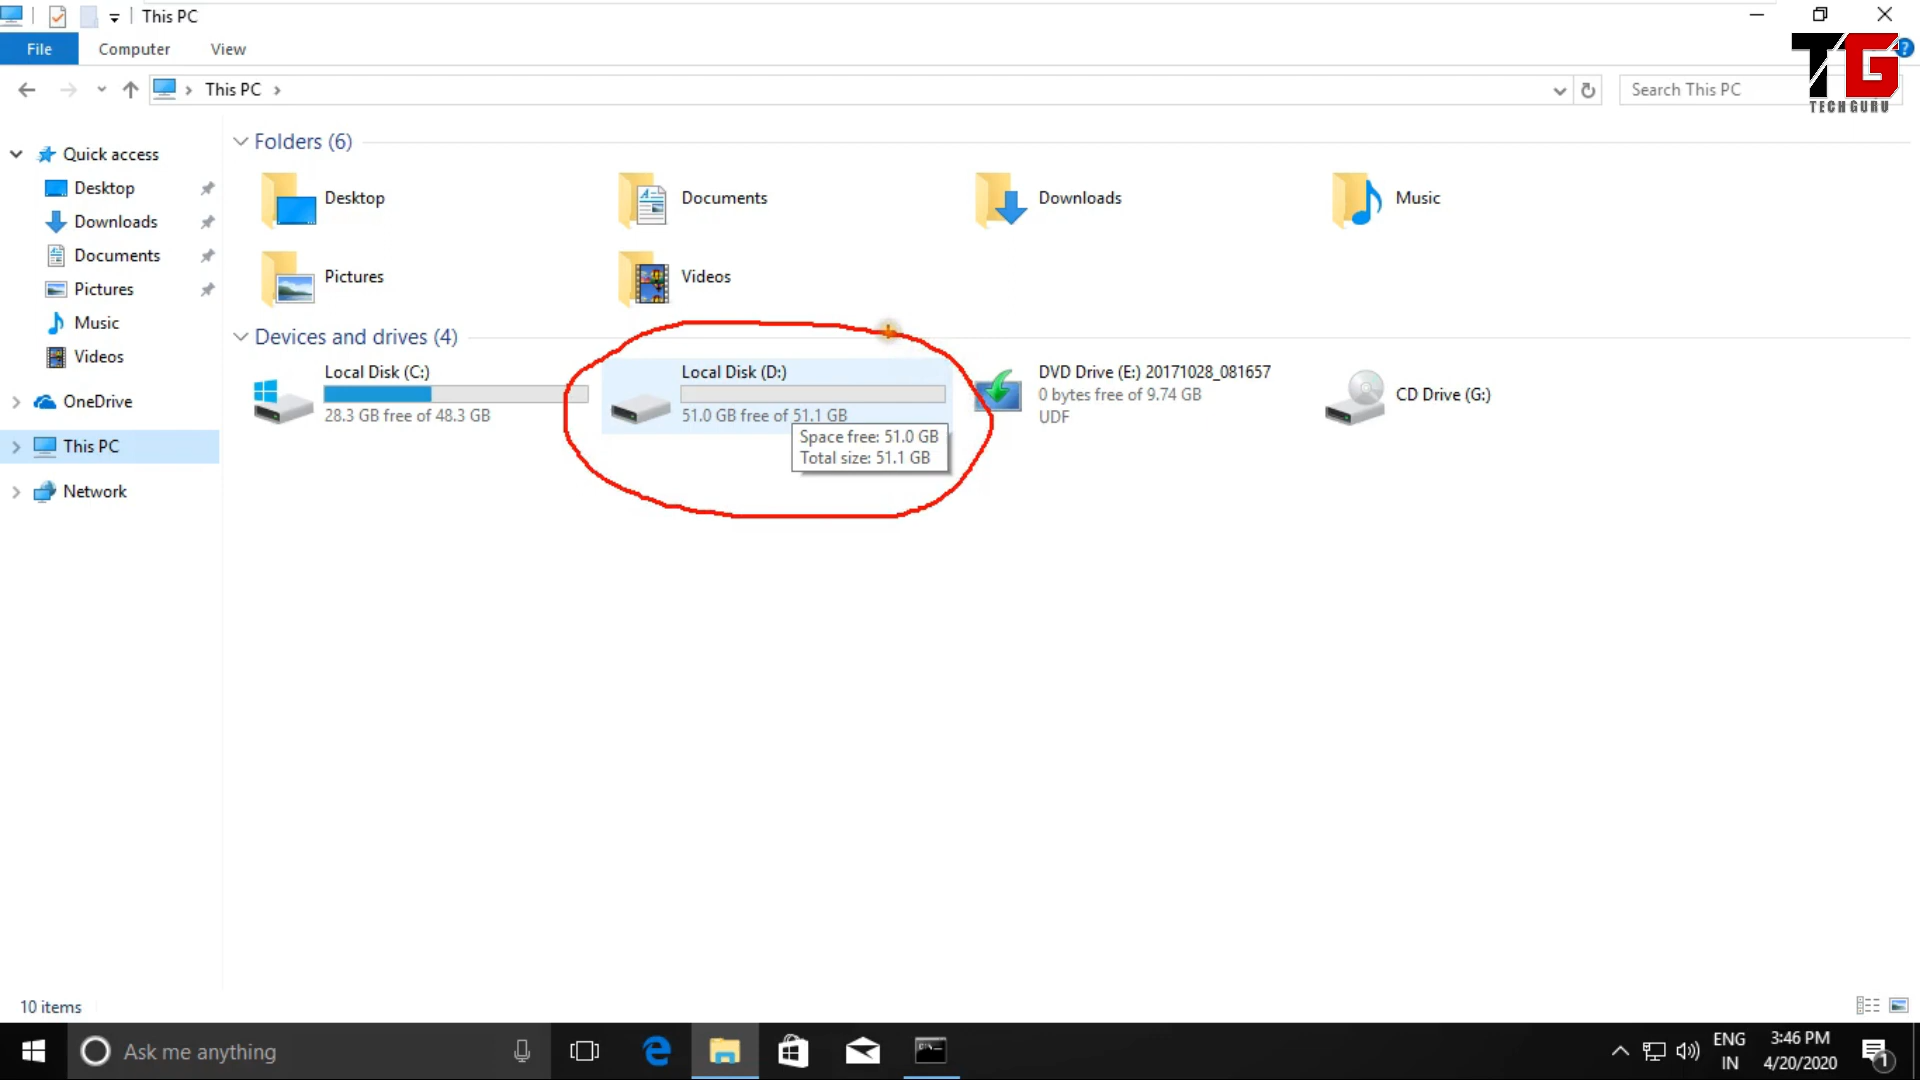 This PC
File
Computer
View
This PC
Search This PC
TG
TECH GURU
Quick access
Desktop
Downloads
Documents
Pictures
Music
Videos
OneDrive
This PC
Network
Folders (6)
Desktop
Documents
Downloads
Music
Pictures
Videos
Devices and drives (4)
Local Disk (C:)
28.3 GB free of 48.3 GB
Local Disk (D:)
51.0 GB free of 51.1 GB
Space free: 51.0 GB
Total size: 51.1 GB
DVD Drive (E:) 20171028_081657
0 bytes free of 9.74 GB
UDF
CD Drive (G:)
10 items
Ask me anything
ENG
IN
3:46 PM
4/20/2020
1